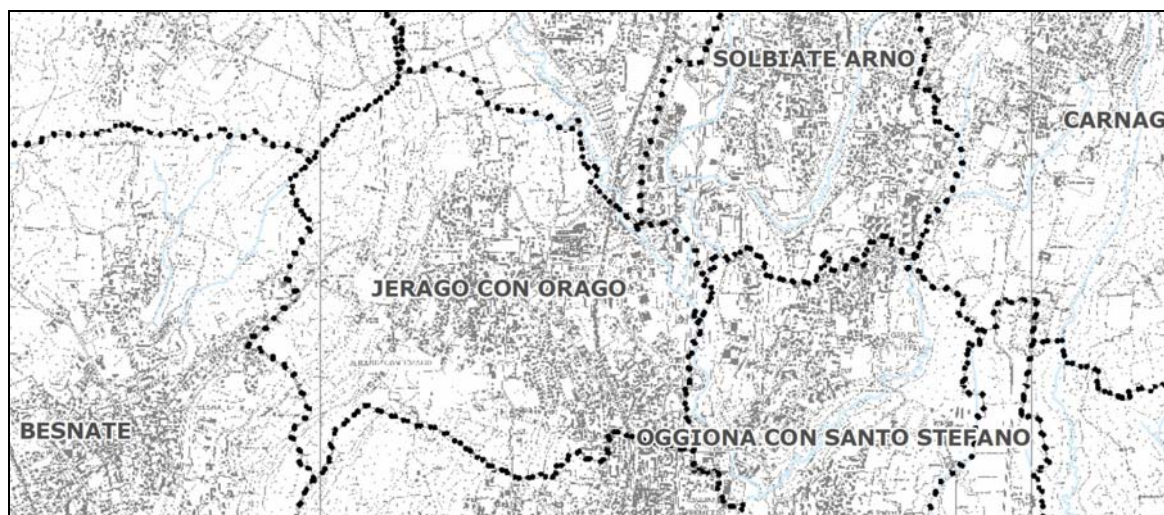 SOLBIATE ARNO
CARNAG
JERAGO CON ORAGO
BESNATE
OGGIONA CON SANTO STEFANO